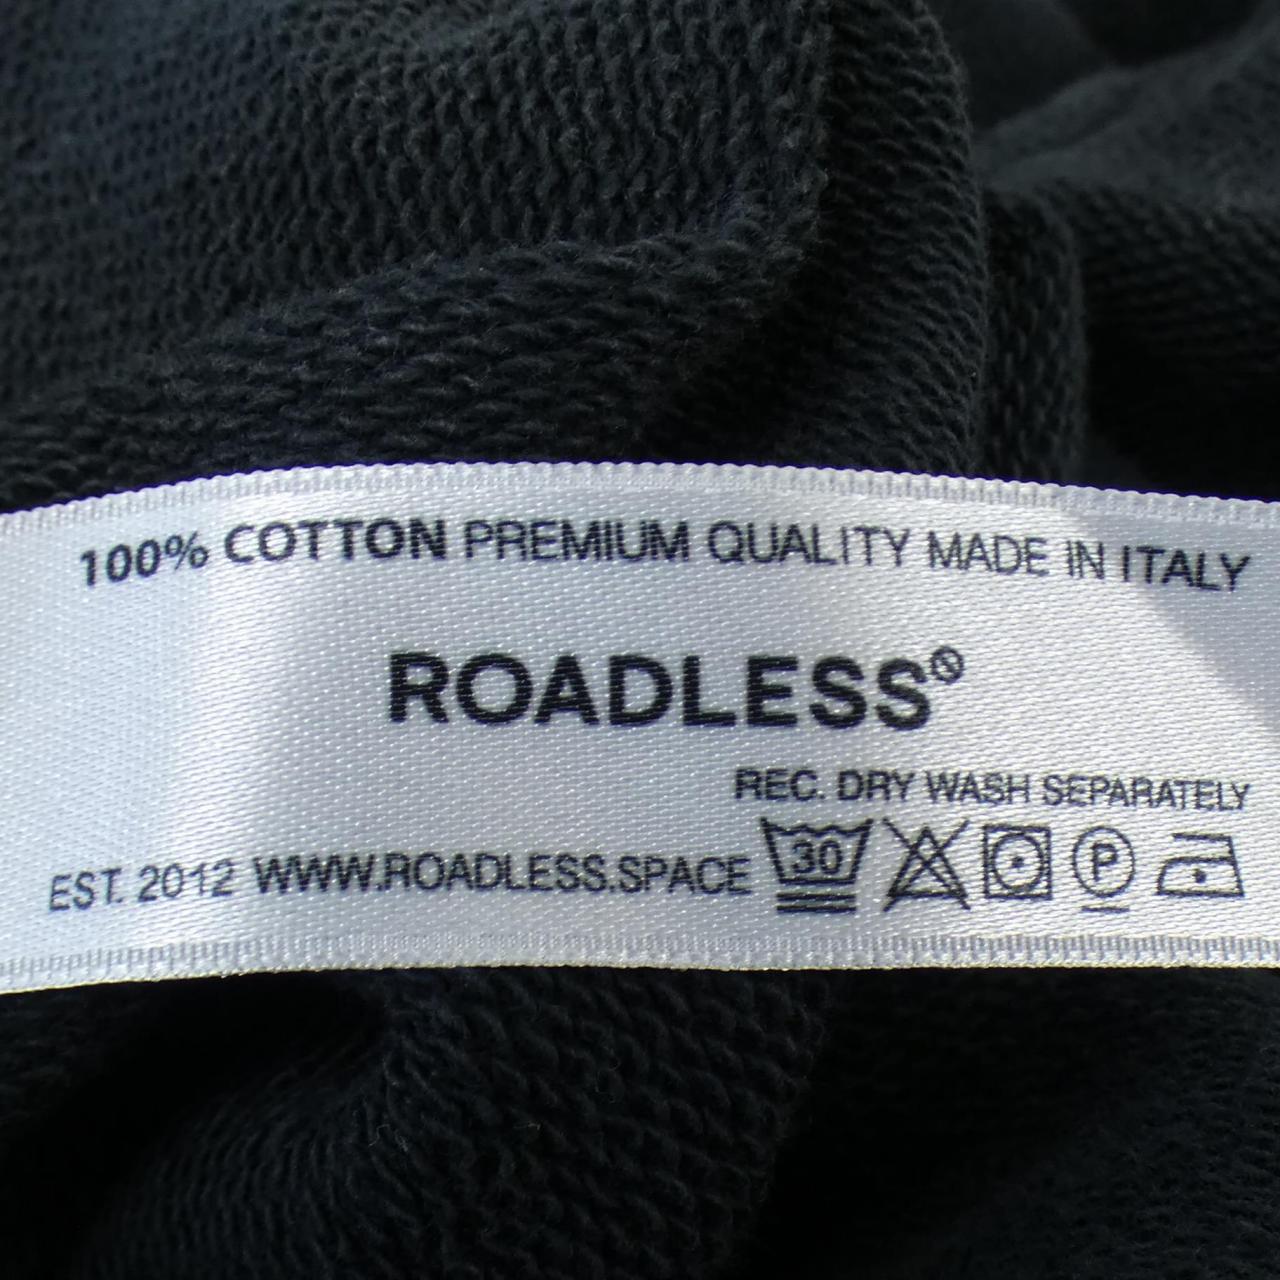 100% COTTON PREMIUM QUALITY MADE IN ITALY
ROADLESS
REC. DRY WASH SEPARATELY
EST. 2012 WWW.ROADLESS.SPACE 30 P